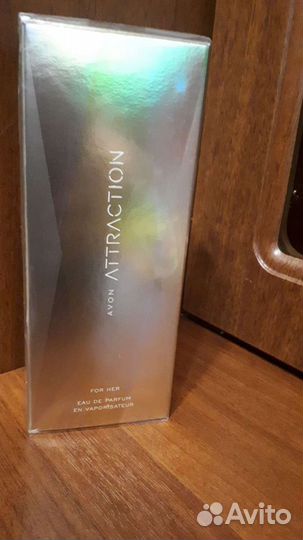 AVON ATTRACTION
FOR HER
EAU DE PARFUM
EN VAPORISATEUR
Avito